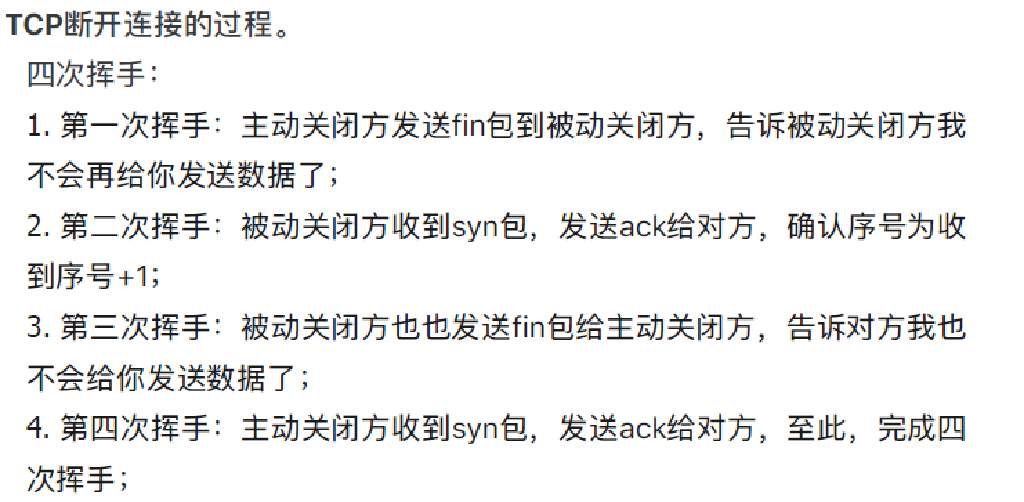 TCP断开连接的过程。
四次挥手：
1. 第一次挥手：主动关闭方发送fin包到被动关闭方，告诉被动关闭方我
不会再给你发送数据了；
2. 第二次挥手：被动关闭方收到syn包，发送ack给对方，确认序号为收
到序号+1；
3. 第三次挥手：被动关闭方也也发送fin包给主动关闭方，告诉对方我也
不会给你发送数据了；
4. 第四次挥手：主动关闭方收到syn包，发送ack给对方，至此，完成四
次挥手；